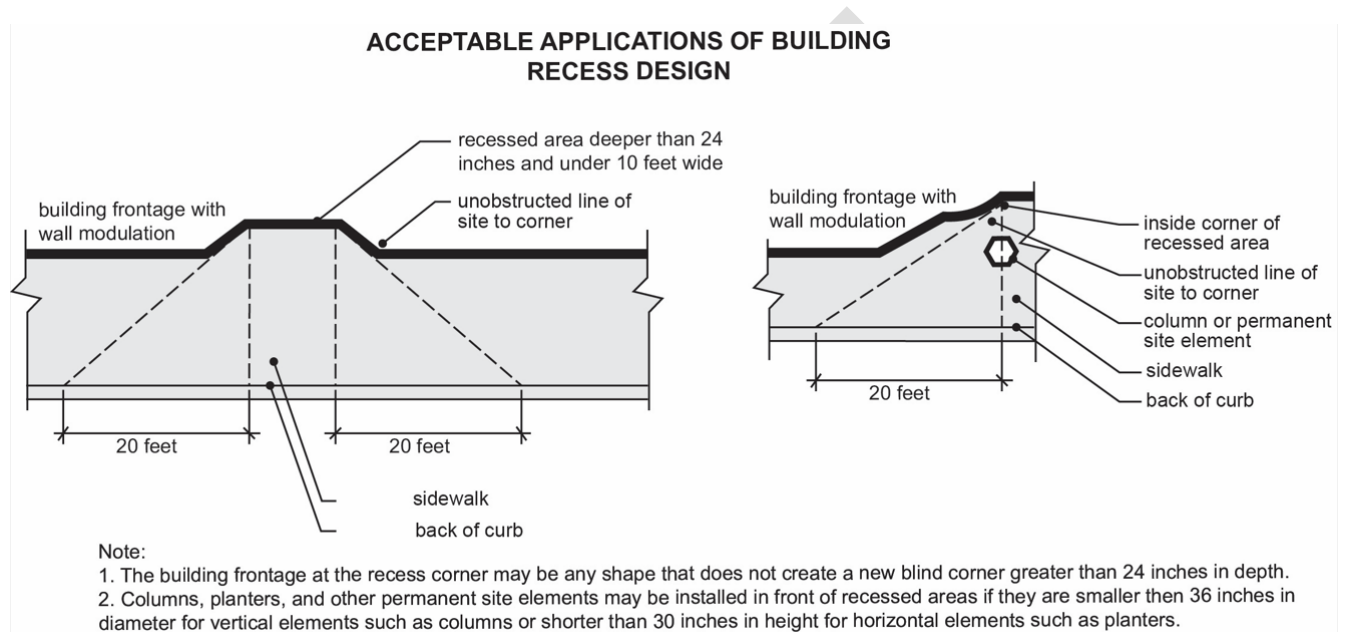 ACCEPTABLE APPLICATIONS OF BUILDING
RECESS DESIGN
recessed area deeper than 24
inches and under 10 feet wide
building frontage with
wall modulation
unobstructed line of
site to corner
20 feet
20 feet
sidewalk
back of curb
building frontage with
wall modulation
inside corner of
recessed area
unobstructed line of
site to corner
column or permanent
site element
sidewalk
back of curb
20 feet
Note:
1. The building frontage at the recess corner may be any shape that does not create a new blind corner greater than 24 inches in depth.
2. Columns, planters, and other permanent site elements may be installed in front of recessed areas if they are smaller then 36 inches in
diameter for vertical elements such as columns or shorter than 30 inches in height for horizontal elements such as planters.